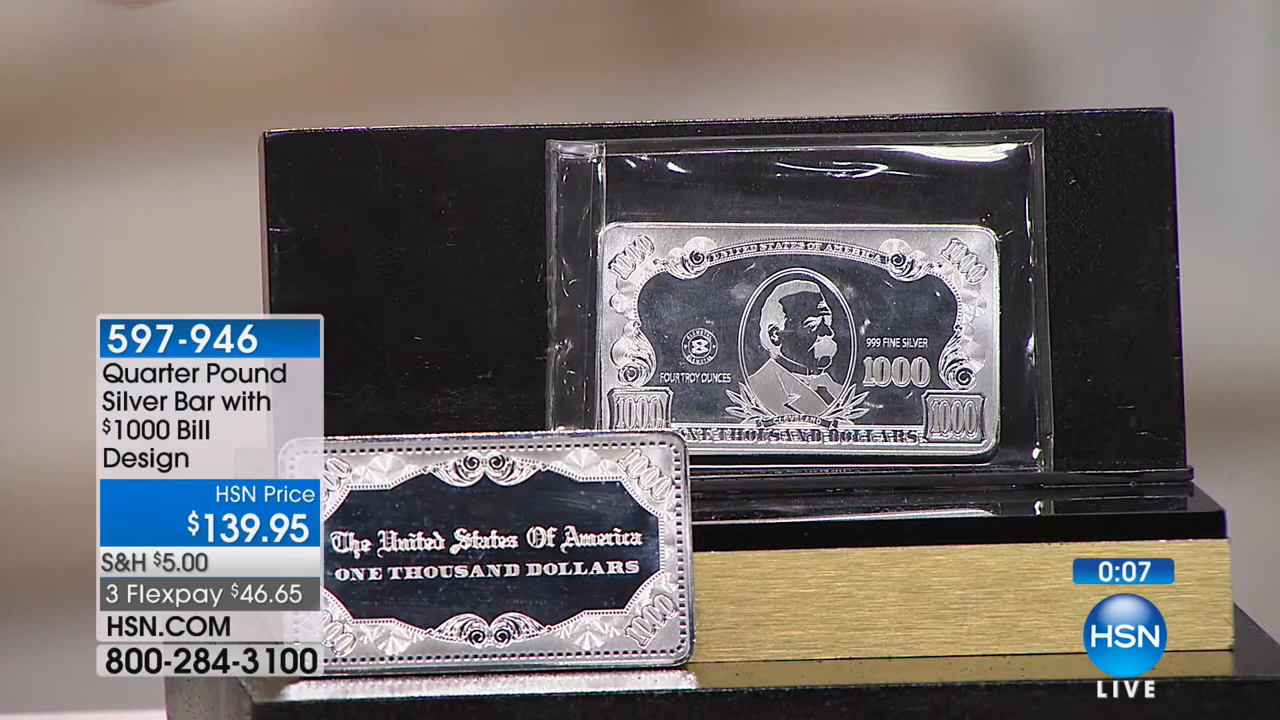 597-946
Quarter Pound
Silver Bar with
$1000 Bill
Design
HSN Price
$139.95
S&H $5.00
3 Flexpay $46.65
HSN.COM
800-284-3100
1000
UNITED STATES OF AMERICA
1000
8
999 FINE SILVER
FOUR TROY OUNCES
1000
1000
CLEVELAND
1000
ONE THOUSAND DOLLARS
1000
The United States Of America
ONE THOUSAND DOLLARS
1000
0:07
HSN
LIVE